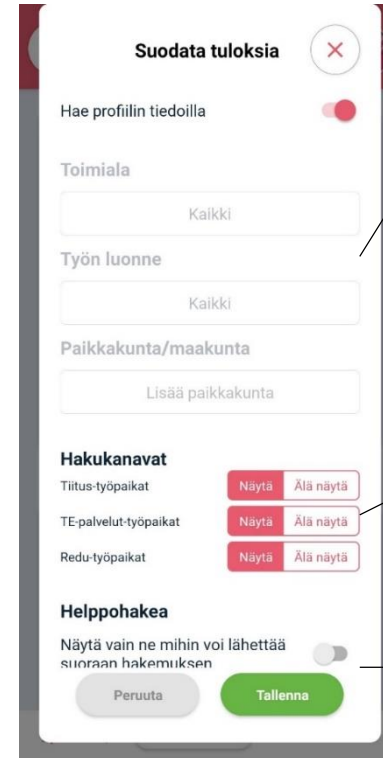 Suodata tuloksia
Hae profiilin tiedoilla
Toimiala
Kaikki
Työn luonne
Kaikki
Paikkakunta/maakunta
Lisää paikkakunta
Hakukanavat
Tiitus-työpaikat Näytä Älä näytä
TE-palvelut-työpaikat Näytä Älä näytä
Redu-työpaikat Näytä Älä näytä
Helppohakea
Näytä vain ne mihin voi lähettää
suoraan hakemuksen
Peruuta Tallenna